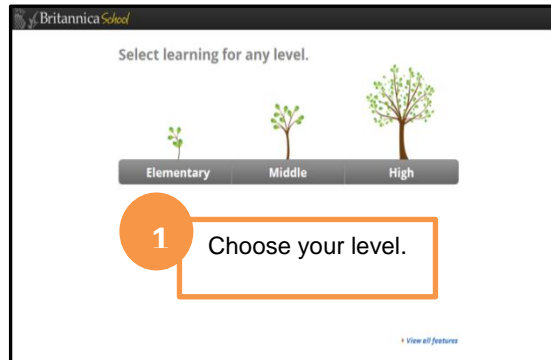 Britannica School
Select learning for any level.
Elementary Middle High
1 Choose your level.
View all features